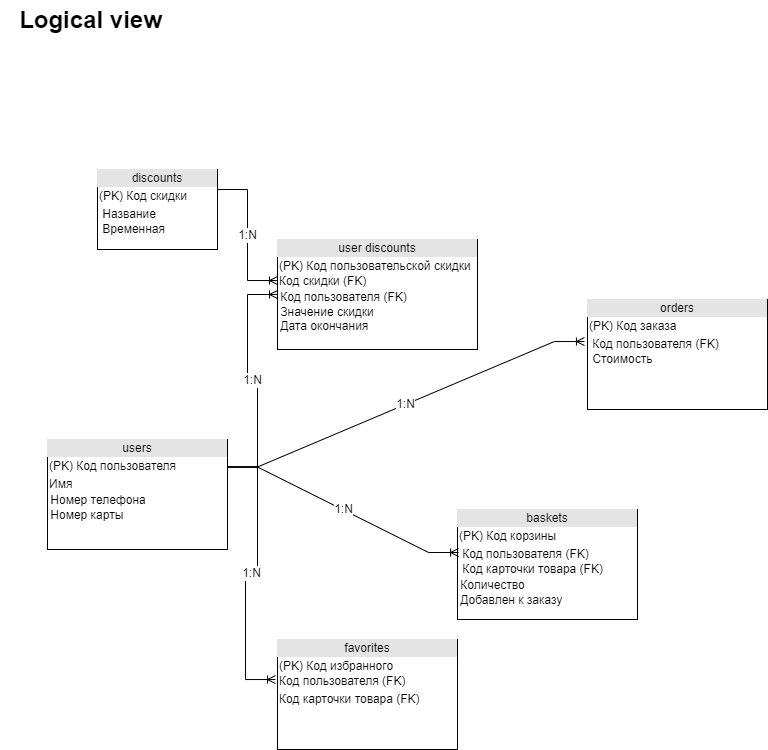 Logical view
discounts
(PK) Код скидки
Название
Временная
1:N
user discounts
(PK) Код пользовательской скидки
Код скидки (FK)
Код пользователя (FK)
Значение скидки
Дата окончания
orders
(PK) Код заказа
Код пользователя (FK)
Стоимость
1:N
1:N
users
(PK) Код пользователя
Имя
Номер телефона
Номер карты
1:N
baskets
(PK) Код корзины
Код пользователя (FK)
Код карточки товара (FK)
Количество
Добавлен к заказу
1:N
favorites
(PK) Код избранного
Код пользователя (FK)
Код карточки товара (FK)